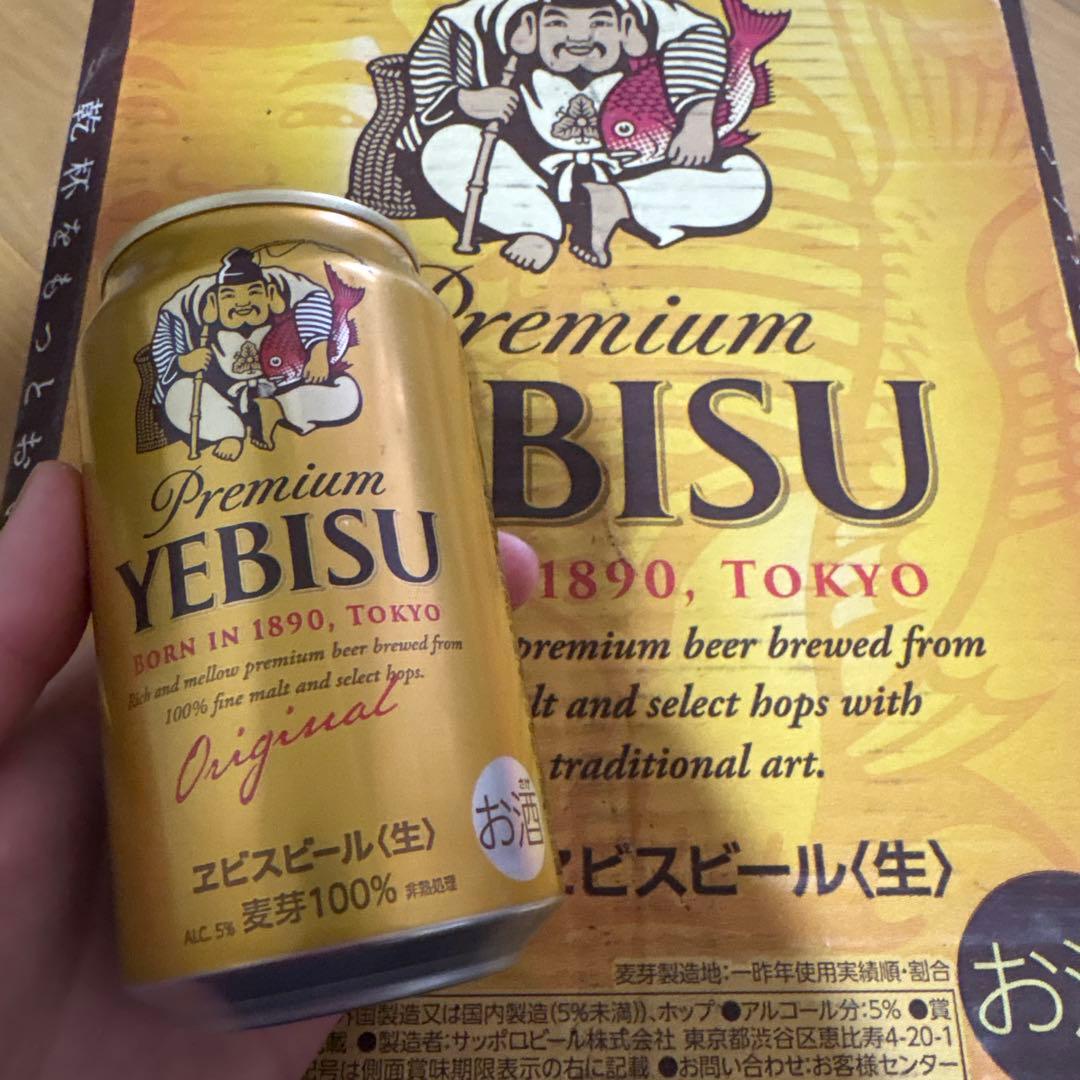 乾杯をもっとお
Premium
YEBISU
BORN IN 1890, TOKYO
Rich and mellow premium beer brewed from
100% fine malt and select hops.
Original
さけ
お酒
ヱビスビール〈生〉
ALC. 5% 麦芽100% 非熱処理
Premium
BISU
1890, TOKYO
premium beer brewed from
lt and select hops with
traditional art.
ヱビスビール〈生〉
お酒
麦芽製造地:一昨年使用実績順・割合
外国製造又は国内製造(5%未満))、ホップ ●アルコール分:5% ●賞
載 ●製造者:サッポロビール株式会社 東京都渋谷区恵比寿4-20-1
号は側面賞味期限表示の右に記載 ●お問い合わせ:お客様センター